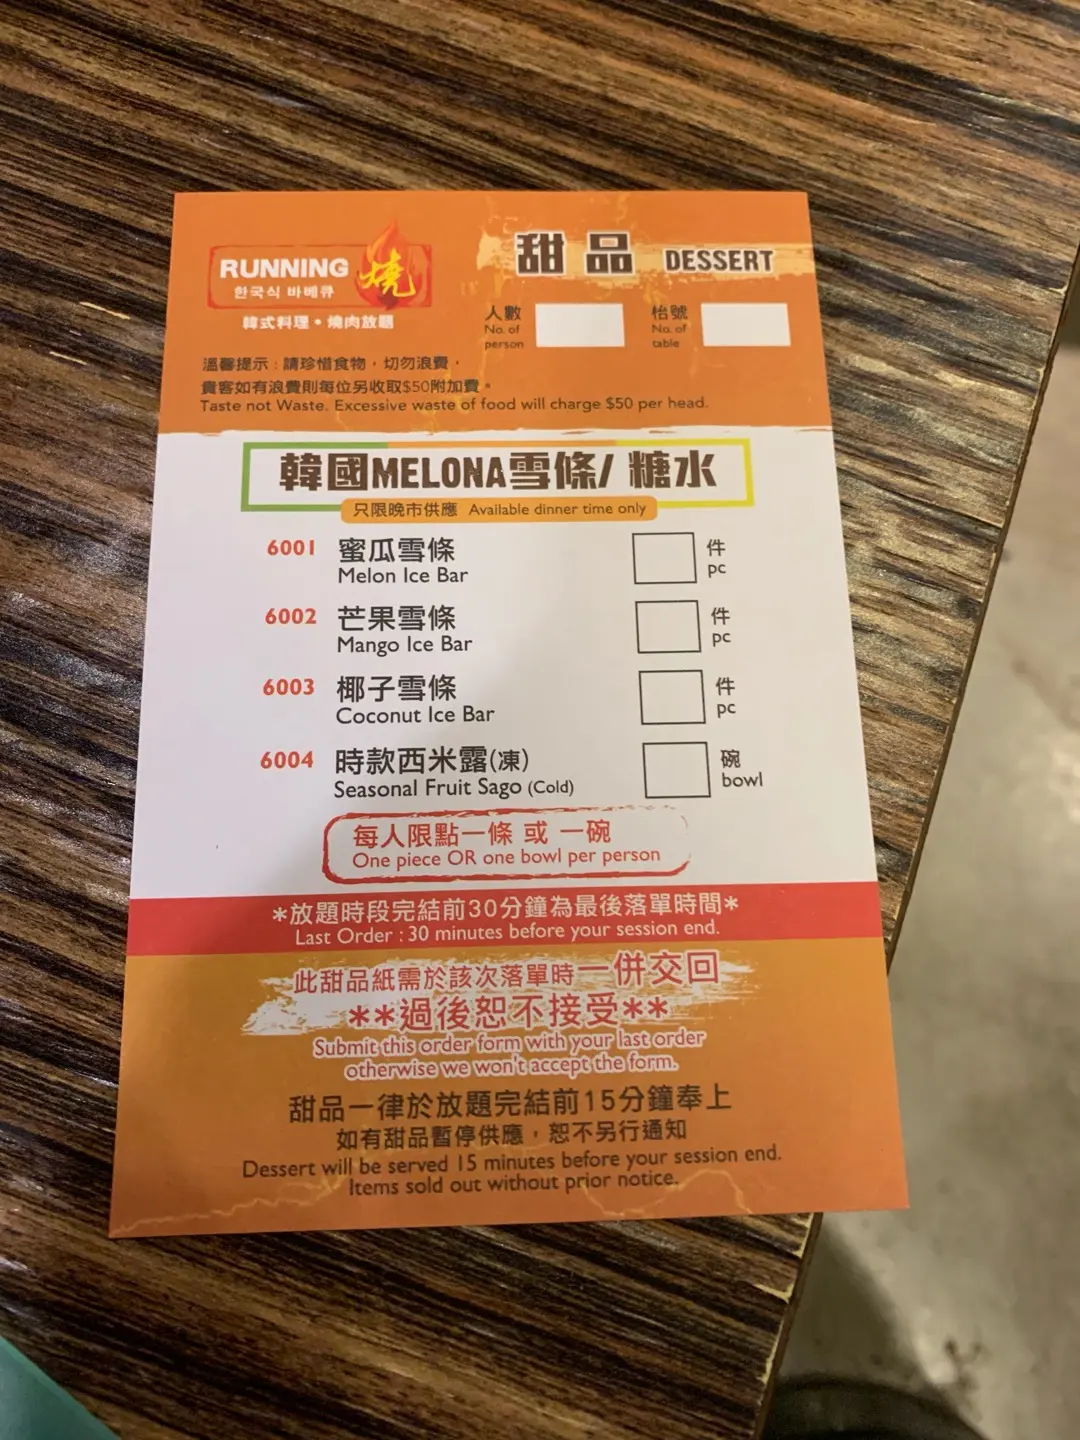 RUNNING 燒
한국식 바베큐
韓式料理•燒肉放題
甜品 DESSERT
人數
No. of
person
枱號
No. of
table
溫馨提示：請珍惜食物，切勿浪費，
貴客如有浪費則每位另收取$50附加費。
Taste not Waste. Excessive waste of food will charge $50 per head.
韓國MELONA雪條/ 糖水
只限晚市供應 Available dinner time only
6001 蜜瓜雪條 件
Melon Ice Bar pc
6002 芒果雪條 件
Mango Ice Bar pc
6003 椰子雪條 件
Coconut Ice Bar pc
6004 時款西米露(凍) 碗
Seasonal Fruit Sago (Cold) bowl
每人限點一條 或 一碗
One piece OR one bowl per person
*放題時段完結前30分鐘為最後落單時間*
Last Order : 30 minutes before your session end.
此甜品紙需於該次落單時一併交回
**過後恕不接受**
Submit this order form with your last order
otherwise we won't accept the form.
甜品一律於放題完結前15分鐘奉上
如有甜品暫停供應，恕不另行通知
Dessert will be served 15 minutes before your session end.
Items sold out without prior notice.